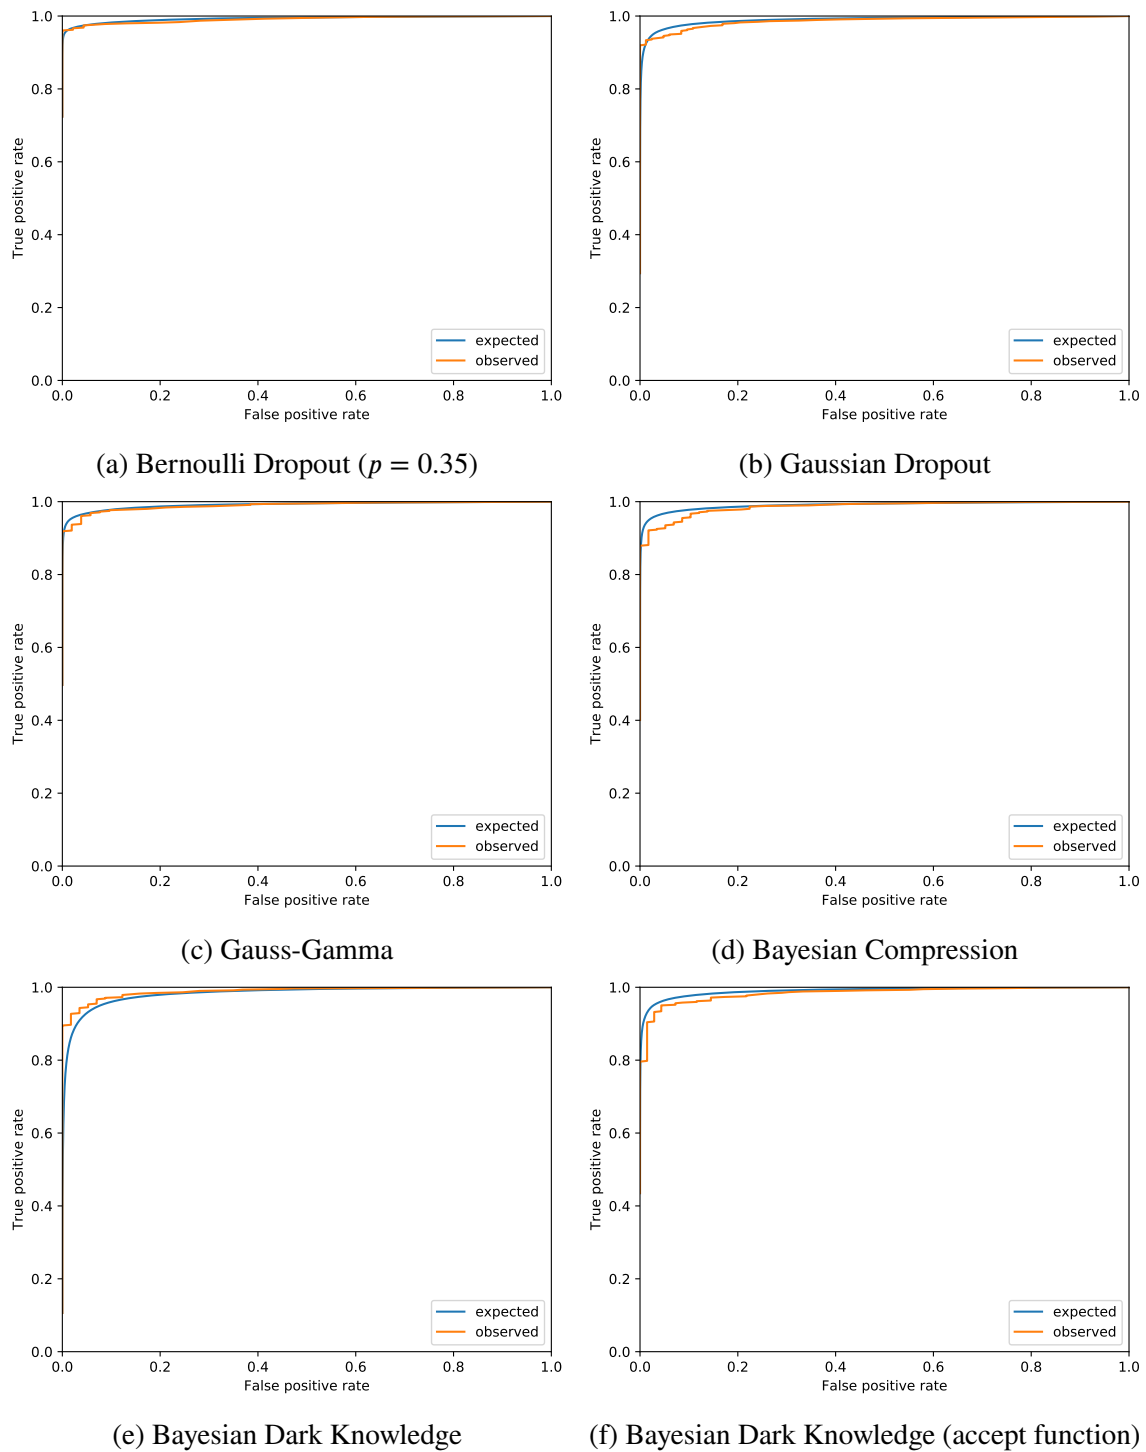 1.0
0.8
0.6
0.4
0.2
0.0
True positive rate
expected
observed
0.0 0.2 0.4 0.6 0.8 1.0
False positive rate
(a) Bernoulli Dropout (p = 0.35)
1.0
0.8
0.6
0.4
0.2
0.0
True positive rate
expected
observed
0.0 0.2 0.4 0.6 0.8 1.0
False positive rate
(b) Gaussian Dropout
1.0
0.8
0.6
0.4
0.2
0.0
True positive rate
expected
observed
0.0 0.2 0.4 0.6 0.8 1.0
False positive rate
(c) Gauss-Gamma
1.0
0.8
0.6
0.4
0.2
0.0
True positive rate
expected
observed
0.0 0.2 0.4 0.6 0.8 1.0
False positive rate
(d) Bayesian Compression
1.0
0.8
0.6
0.4
0.2
0.0
True positive rate
expected
observed
0.0 0.2 0.4 0.6 0.8 1.0
False positive rate
(e) Bayesian Dark Knowledge
1.0
0.8
0.6
0.4
0.2
0.0
True positive rate
expected
observed
0.0 0.2 0.4 0.6 0.8 1.0
False positive rate
(f) Bayesian Dark Knowledge (accept function)